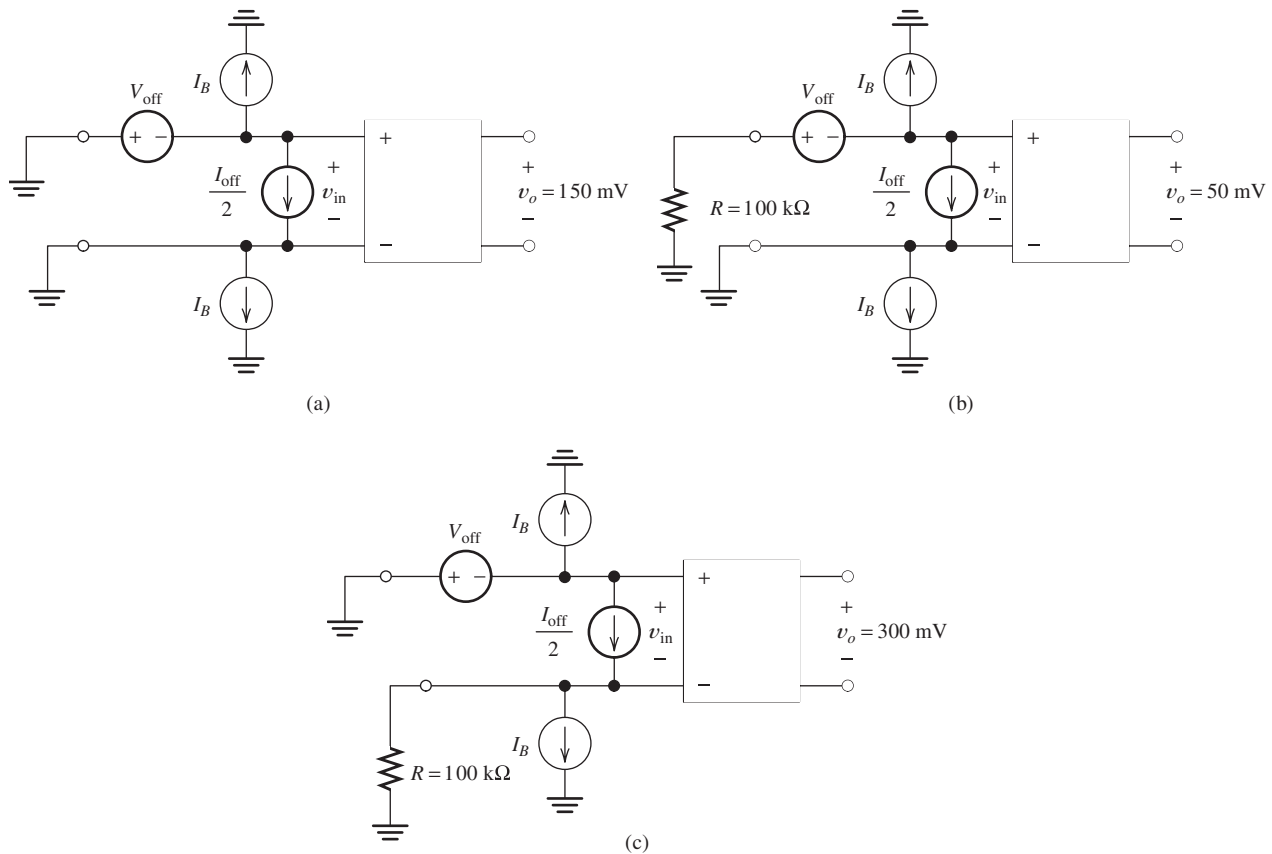 I_B
V_off
+ −
+
I_off/2
+
v_in
−
+
v_o = 150 mV
−
−
I_B
(a)
I_B
V_off
+ −
+
R = 100 kΩ
I_off/2
+
v_in
−
+
v_o = 50 mV
−
−
I_B
(b)
I_B
V_off
+ −
+
I_off/2
+
v_in
−
+
v_o = 300 mV
−
−
I_B
R = 100 kΩ
(c)